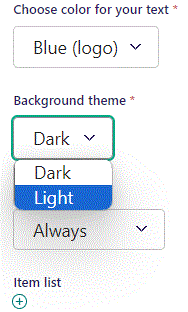 Choose color for your text *
Blue (logo)
Background theme *
Dark
Dark
Light
Always
Item list